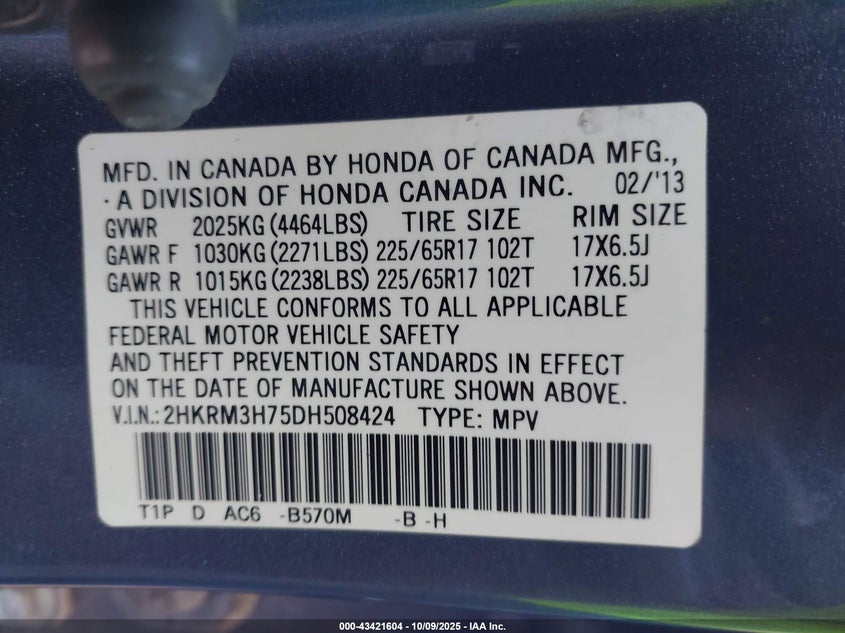 MFD. IN CANADA BY HONDA OF CANADA MFG.,
· A DIVISION OF HONDA CANADA INC. 02/'13
GVWR 2025KG (4464LBS) TIRE SIZE RIM SIZE
GAWR F 1030KG (2271LBS) 225/65R17 102T 17X6.5J
GAWR R 1015KG (2238LBS) 225/65R17 102T 17X6.5J
THIS VEHICLE CONFORMS TO ALL APPLICABLE
FEDERAL MOTOR VEHICLE SAFETY
AND THEFT PREVENTION STANDARDS IN EFFECT
ON THE DATE OF MANUFACTURE SHOWN ABOVE.
V.I.N.: 2HKRM3H75DH508424 TYPE: MPV
T1P D AC6 -B570M -B -H
000-43421604 - 10/09/2025 - IAA Inc.